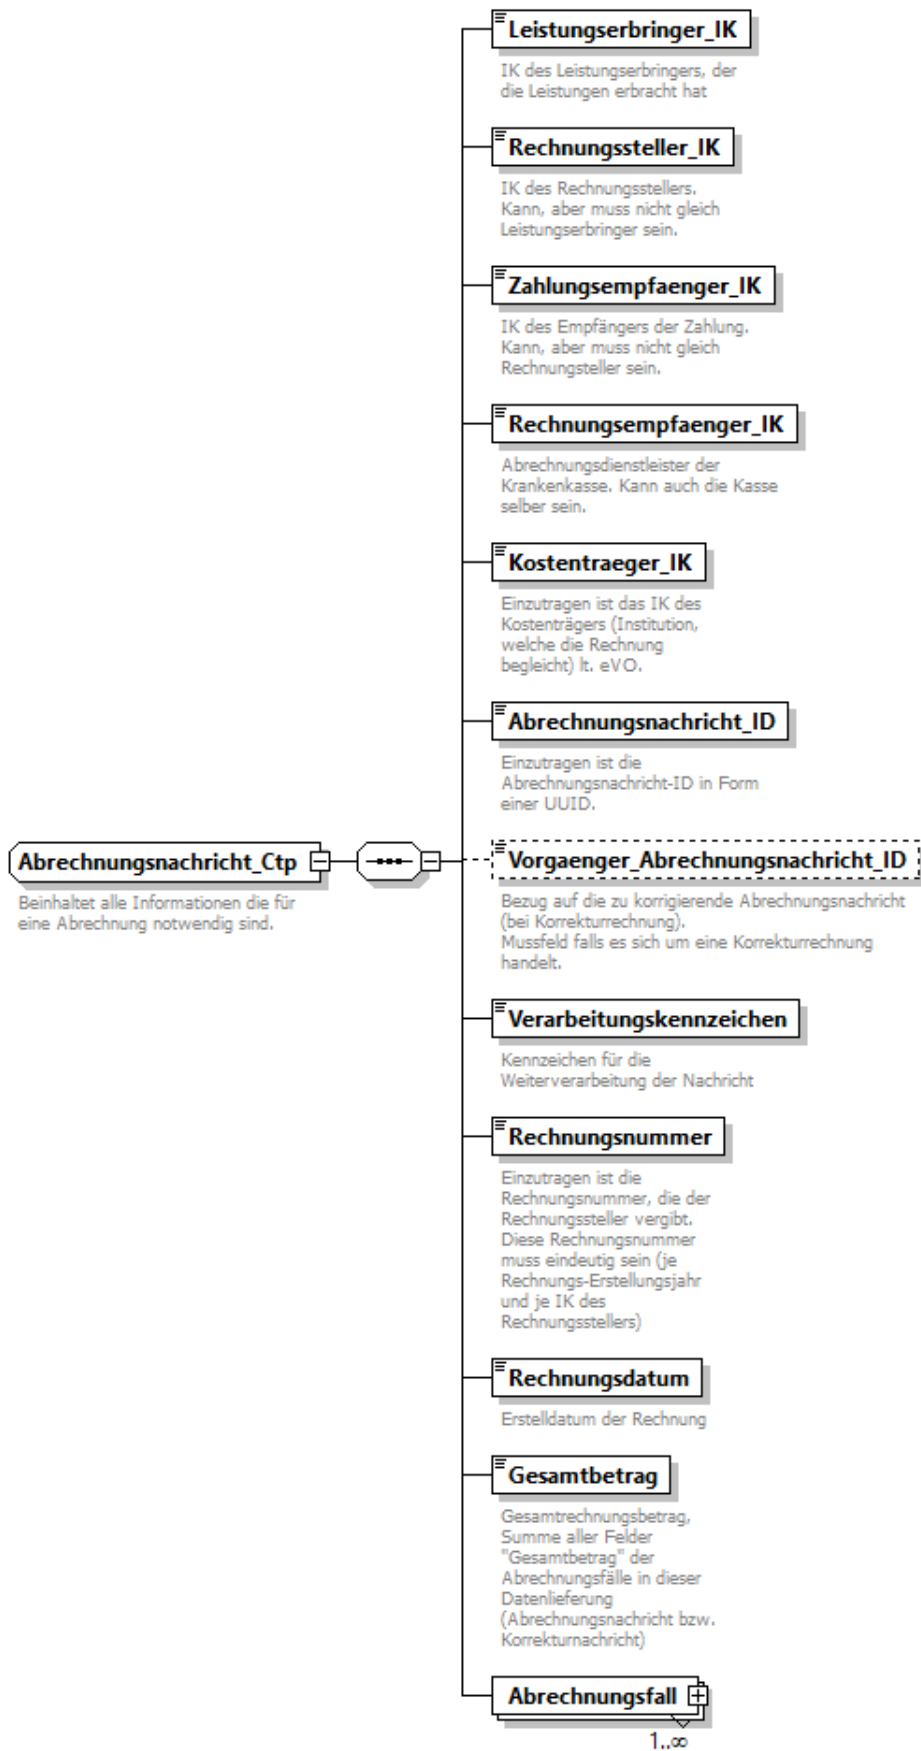 Leistungserbringer_IK
IK des Leistungserbringers, der
die Leistungen erbracht hat
Rechnungssteller_IK
IK des Rechnungsstellers.
Kann, aber muss nicht gleich
Leistungserbringer sein.
Zahlungsempfaenger_IK
IK des Empfängers der Zahlung.
Kann, aber muss nicht gleich
Rechnungsteller sein.
Rechnungsempfaenger_IK
Abrechnungsdienstleister der
Krankenkasse. Kann auch die Kasse
selber sein.
Kostentraeger_IK
Einzutragen ist das IK des
Kostenträgers (Institution,
welche die Rechnung
begleicht) lt. eVO.
Abrechnungsnachricht_ID
Einzutragen ist die
Abrechnungsnachricht-ID in Form
einer UUID.
Abrechnungsnachricht_Ctp
Beinhaltet alle Informationen die für
eine Abrechnung notwendig sind.
Vorgaenger_Abrechnungsnachricht_ID
Bezug auf die zu korrigierende Abrechnungsnachricht
(bei Korrekturrechnung).
Mussfeld falls es sich um eine Korrekturrechnung
handelt.
Verarbeitungskennzeichen
Kennzeichen für die
Weiterverarbeitung der Nachricht
Rechnungsnummer
Einzutragen ist die
Rechnungsnummer, die der
Rechnungssteller vergibt.
Diese Rechnungsnummer
muss eindeutig sein (je
Rechnungs-Erstellungsjahr
und je IK des
Rechnungsstellers)
Rechnungsdatum
Erstelldatum der Rechnung
Gesamtbetrag
Gesamtrechnungsbetrag,
Summe aller Felder
"Gesamtbetrag" der
Abrechnungsfälle in dieser
Datenlieferung
(Abrechnungsnachricht bzw.
Korrekturnachricht)
Abrechnungsfall
1..∞